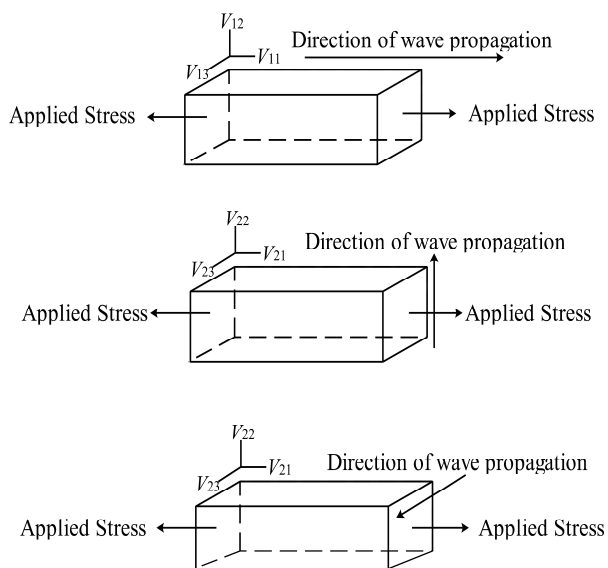 V12
Direction of wave propagation
V11
V13
Applied Stress
Applied Stress
V22
Direction of wave propagation
V21
V23
Applied Stress
Applied Stress
V22
Direction of wave propagation
V21
V23
Applied Stress
Applied Stress